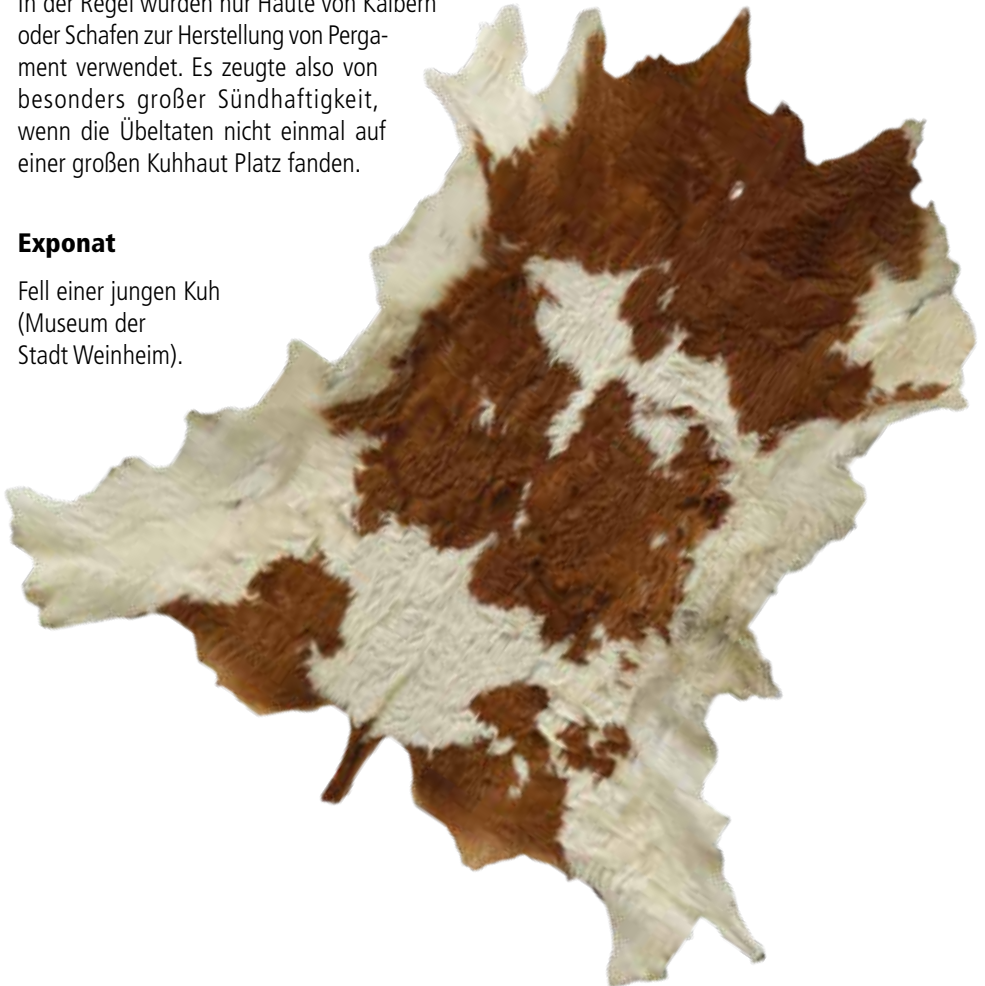 In der Regel wurden nur Häute von Kälbern
oder Schafen zur Herstellung von Perga-
ment verwendet. Es zeugte also von
besonders großer Sündhaftigkeit,
wenn die Übeltaten nicht einmal auf
einer großen Kuhhaut Platz fanden.
Exponat
Fell einer jungen Kuh
(Museum der
Stadt Weinheim).